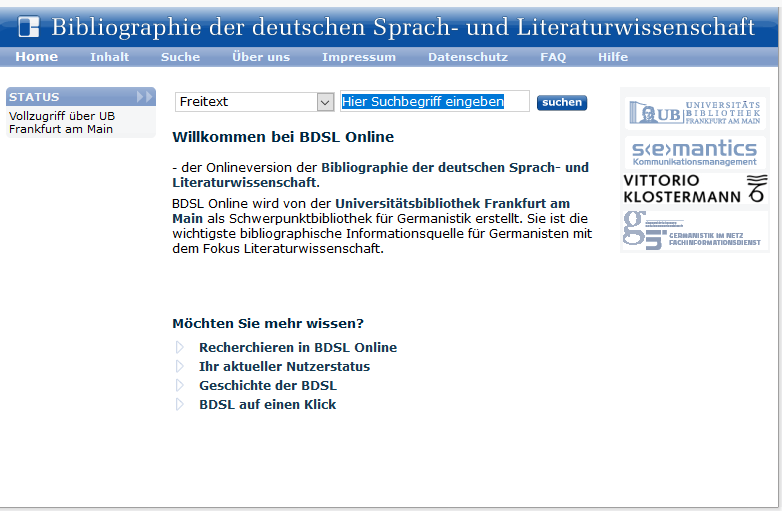 Bibliographie der deutschen Sprach- und Literaturwissenschaft
Home Inhalt Suche Über uns Impressum Datenschutz FAQ Hilfe
STATUS
Vollzugriff über UB
Frankfurt am Main
Freitext Hier Suchbegriff eingeben suchen
Willkommen bei BDSL Online
- der Onlineversion der Bibliographie der deutschen Sprach- und
Literaturwissenschaft.
BDSL Online wird von der Universitätsbibliothek Frankfurt am
Main als Schwerpunktbibliothek für Germanistik erstellt. Sie ist die
wichtigste bibliographische Informationsquelle für Germanisten mit
dem Fokus Literaturwissenschaft.
Möchten Sie mehr wissen?
Recherchieren in BDSL Online
Ihr aktueller Nutzerstatus
Geschichte der BDSL
BDSL auf einen Klick
UB UNIVERSITÄTS
BIBLIOTHEK
FRANKFURT AM MAIN
s<e>mantics
Kommunikationsmanagement
VITTORIO
KLOSTERMANN
GERMANISTIK IM NETZ
FACHINFORMATIONSDIENST